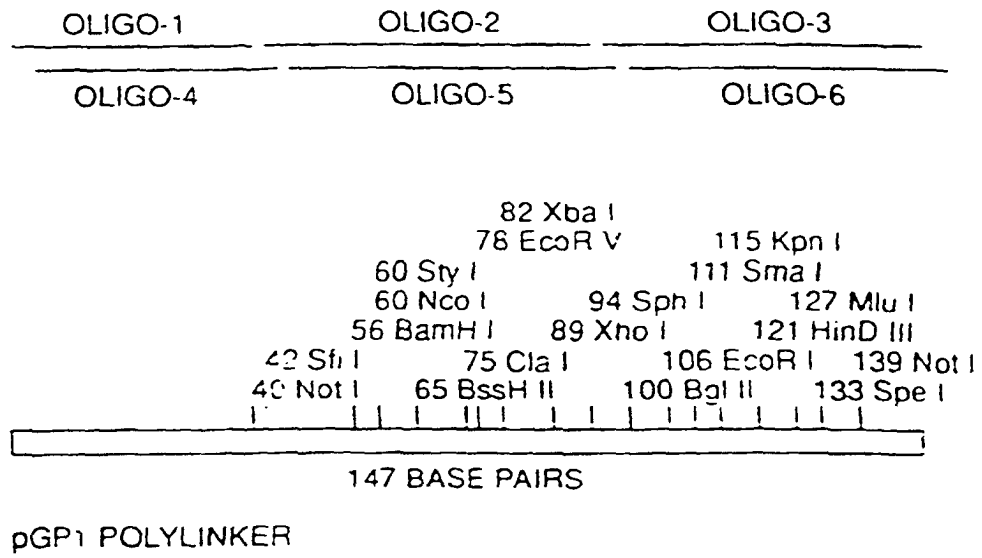 OLIGO-1 OLIGO-2 OLIGO-3
OLIGO-4 OLIGO-5 OLIGO-6
82 Xba I
78 EcoR V 115 Kpn I
60 Sty I 111 Sma I
60 Nco I 94 Sph I 127 Mlu I
56 BamH I 89 Xho I 121 HinD III
42 Sfi I 75 Cla I 106 EcoR I 139 Not I
40 Not I 65 BssH II 100 Bgl II 133 Spe I
147 BASE PAIRS
pGP1 POLYLINKER